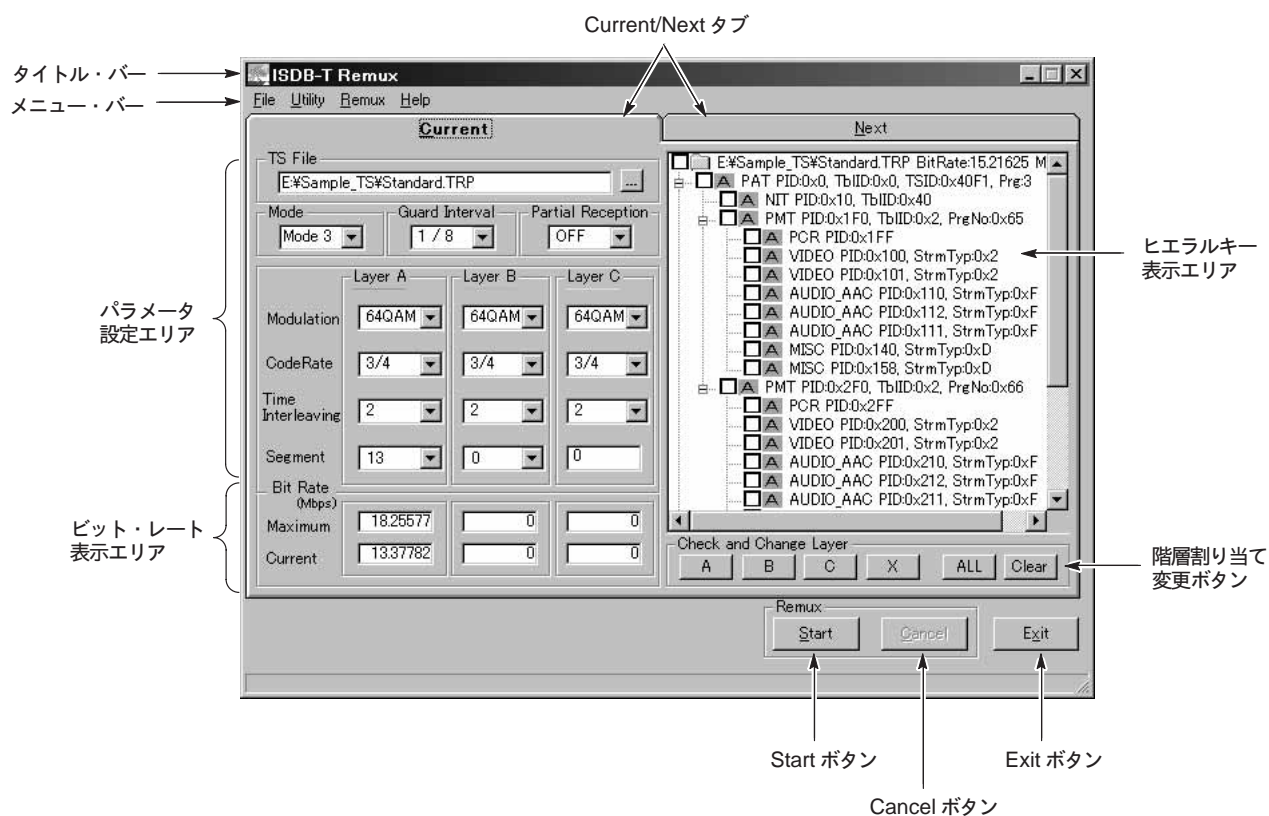 Current/Next タブ
タイトル・バー
メニュー・バー
ISDB-T Remux
File Utility Remux Help
Current
Next
パラメータ
設定エリア
TS File
E:¥Sample_TS¥Standard.TRP
...
Mode
Guard Interval
Partial Reception
Mode 3
1 / 8
OFF
Layer A
Layer B
Layer C
Modulation
64QAM
64QAM
64QAM
CodeRate
3/4
3/4
3/4
Time
Interleaving
2
2
2
Segment
13
0
0
ビット・レート
表示エリア
Bit Rate
(Mbps)
Maximum
18.25577
0
0
Current
13.37782
0
0
E:¥Sample_TS¥Standard.TRP BitRate:15.21625 M
A PAT PID:0x0, TblID:0x0, TSID:0x40F1, Prg:3
A NIT PID:0x10, TblID:0x40
A PMT PID:0x1F0, TblID:0x2, PrgNo:0x65
A PCR PID:0x1FF
A VIDEO PID:0x100, StrmTyp:0x2
A VIDEO PID:0x101, StrmTyp:0x2
A AUDIO_AAC PID:0x110, StrmTyp:0xF
A AUDIO_AAC PID:0x112, StrmTyp:0xF
A AUDIO_AAC PID:0x111, StrmTyp:0xF
A MISC PID:0x140, StrmTyp:0xD
A MISC PID:0x158, StrmTyp:0xD
A PMT PID:0x2F0, TblID:0x2, PrgNo:0x66
A PCR PID:0x2FF
A VIDEO PID:0x200, StrmTyp:0x2
A VIDEO PID:0x201, StrmTyp:0x2
A AUDIO_AAC PID:0x210, StrmTyp:0xF
A AUDIO_AAC PID:0x212, StrmTyp:0xF
A AUDIO_AAC PID:0x211, StrmTyp:0xF
ヒエラルキー
表示エリア
Check and Change Layer
A B C X ALL Clear
階層割り当て
変更ボタン
Remux
Start
Cancel
Exit
Start ボタン
Exit ボタン
Cancel ボタン